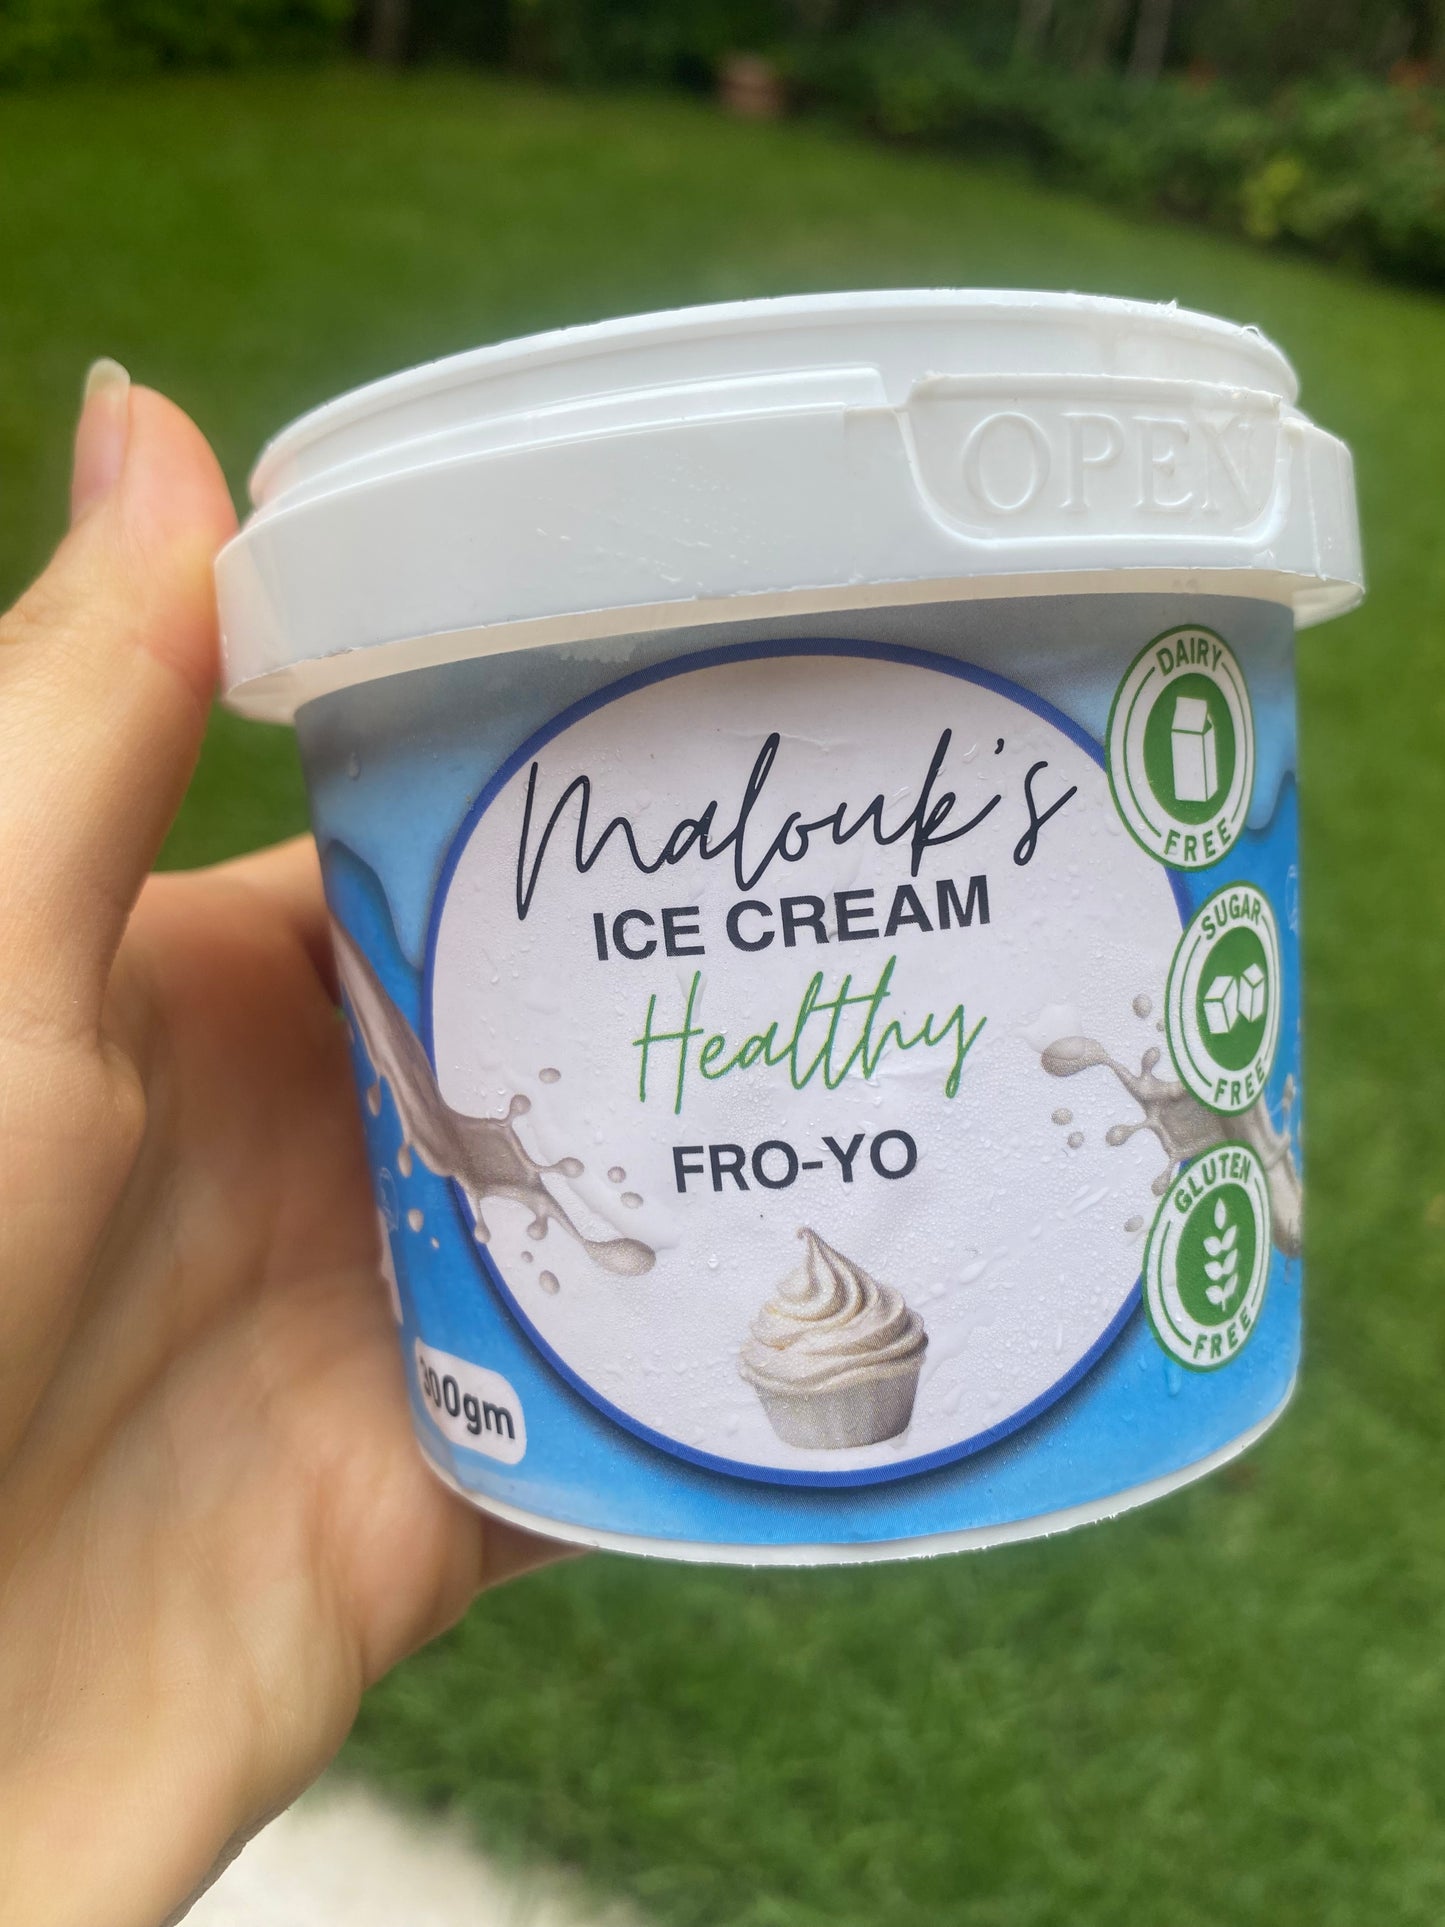 OPEN
Malouk's
ICE CREAM
Healthy
FRO-YO
DAIRY
FREE
SUGAR
FREE
GLUTEN
FREE
300gm